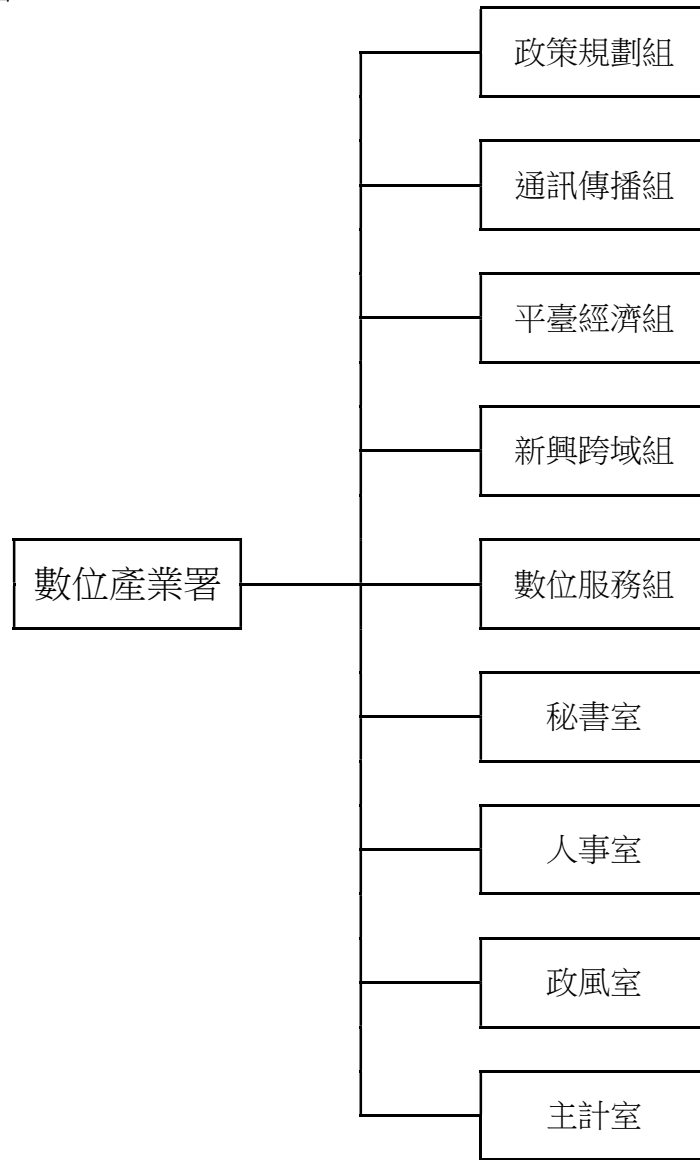 政策規劃組
通訊傳播組
平臺經濟組
新興跨域組
數位產業署
數位服務組
秘書室
人事室
政風室
主計室